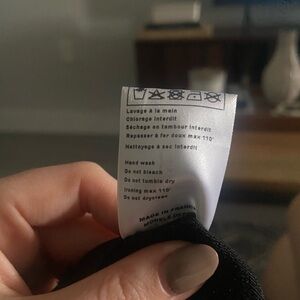 Lavage à la main
Chlorage interdit
Séchage en tambour interdit
Repasser à fer doux max 110°
Nettoyage à sec interdit
Hand wash
Do not bleach
Do not tumble dry
Ironing max 110°
Do not dryclean
MADE IN FRANCE